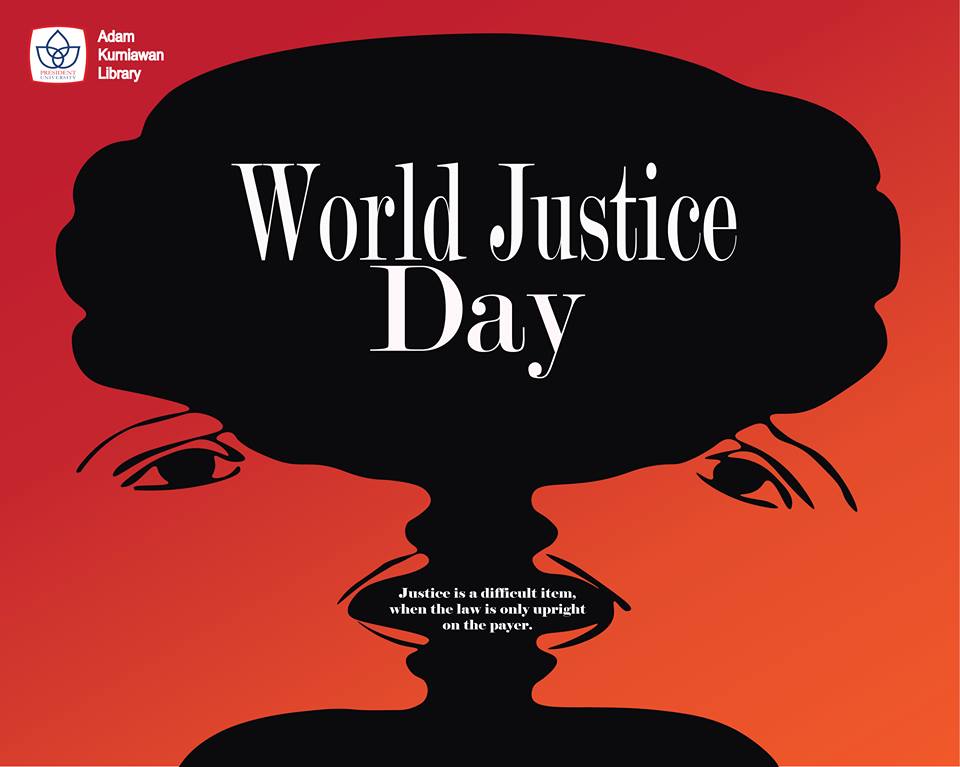 Adam
Kurniawan
Library
PRESIDENT
UNIVERSITY
World Justice
Day
Justice is a difficult item,
when the law is only upright
on the payer.